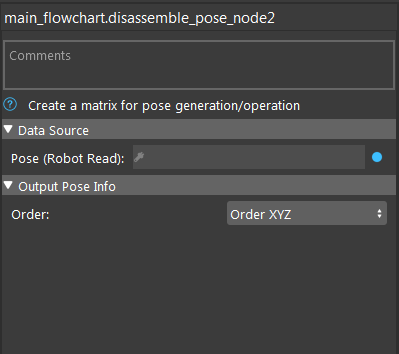 main_flowchart.disassemble_pose_node2
Comments
Create a matrix for pose generation/operation
Data Source
Pose (Robot Read):
Output Pose Info
Order:
Order XYZ